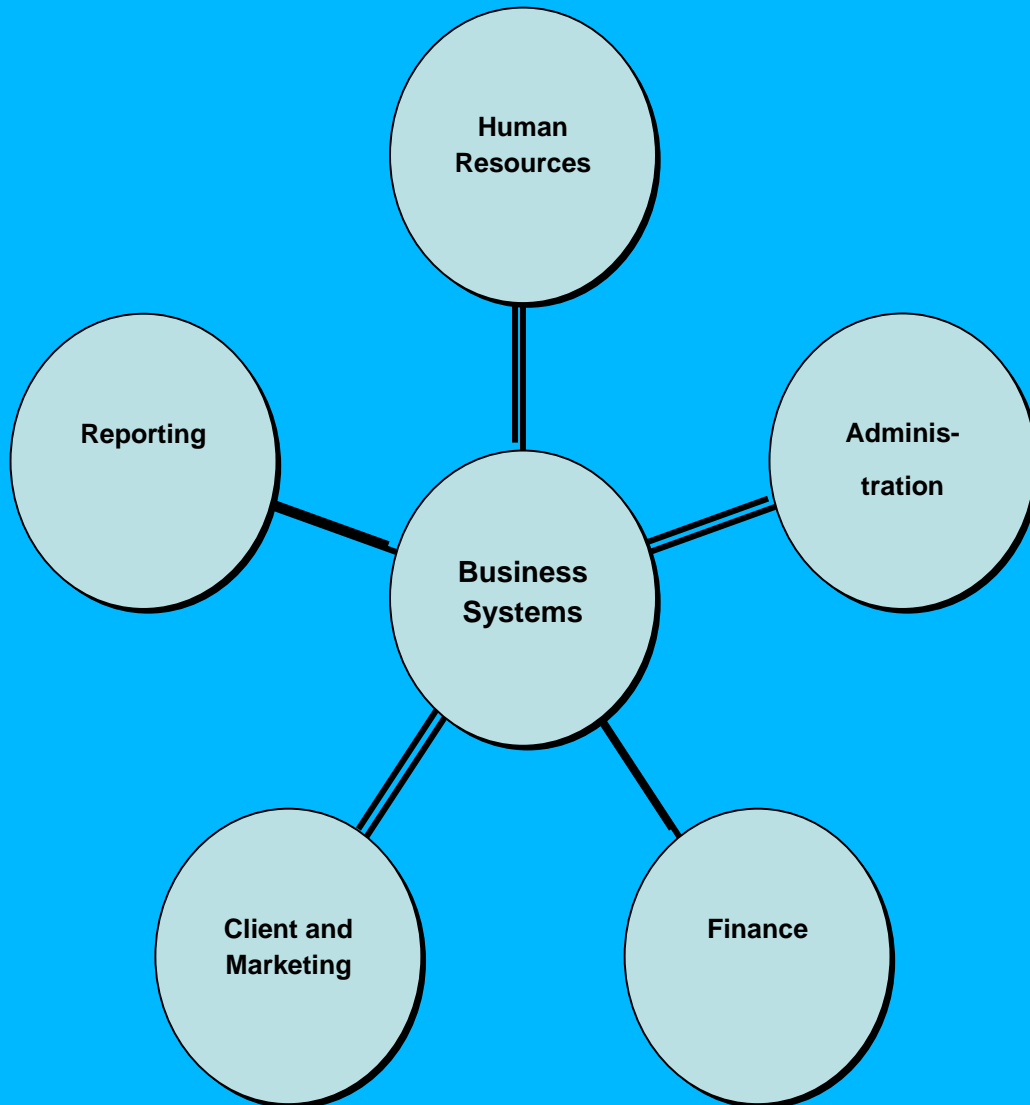 Human
Resources
Reporting
Adminis-
tration
Business
Systems
Client and
Marketing
Finance